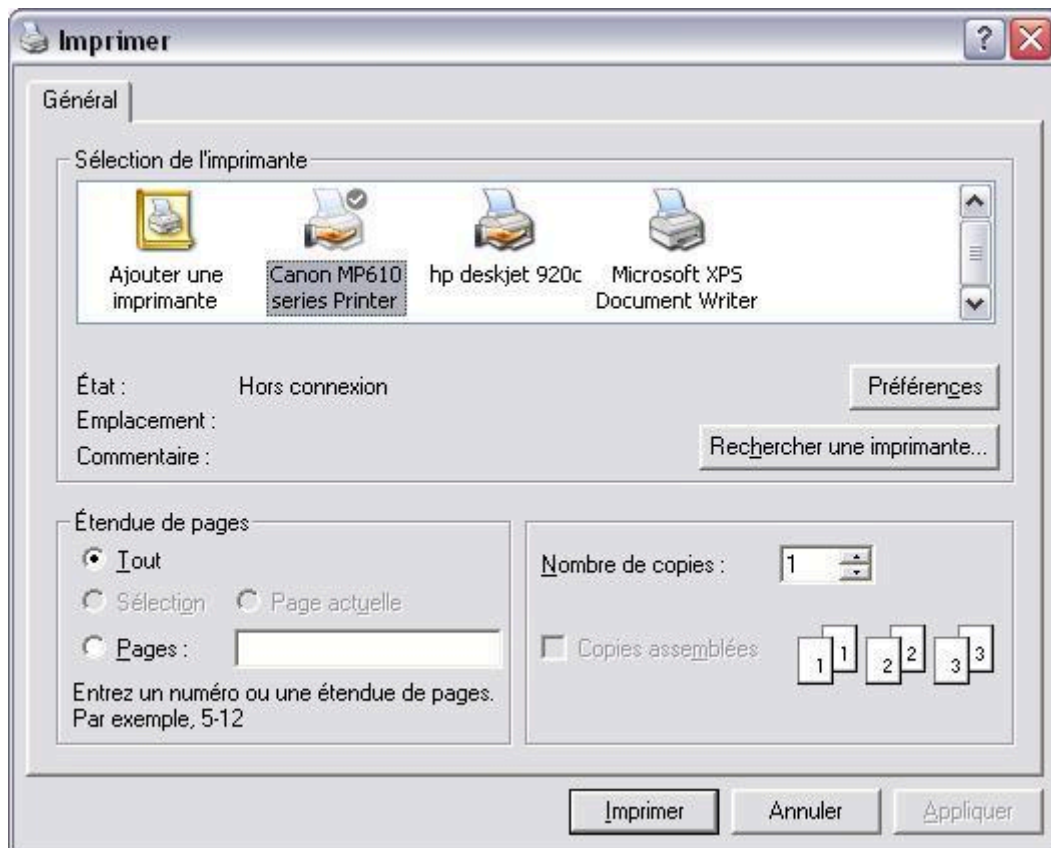 Imprimer
Général
Sélection de l'imprimante
Ajouter une imprimante
Canon MP610 series Printer
hp deskjet 920c
Microsoft XPS Document Writer
État : Hors connexion
Préférences
Emplacement :
Commentaire :
Rechercher une imprimante...
Étendue de pages
Tout
Sélection Page actuelle
Pages :
Entrez un numéro ou une étendue de pages.
Par exemple, 5-12
Nombre de copies : 1
Copies assemblées
1 1 2 2 3 3
Imprimer Annuler Appliquer